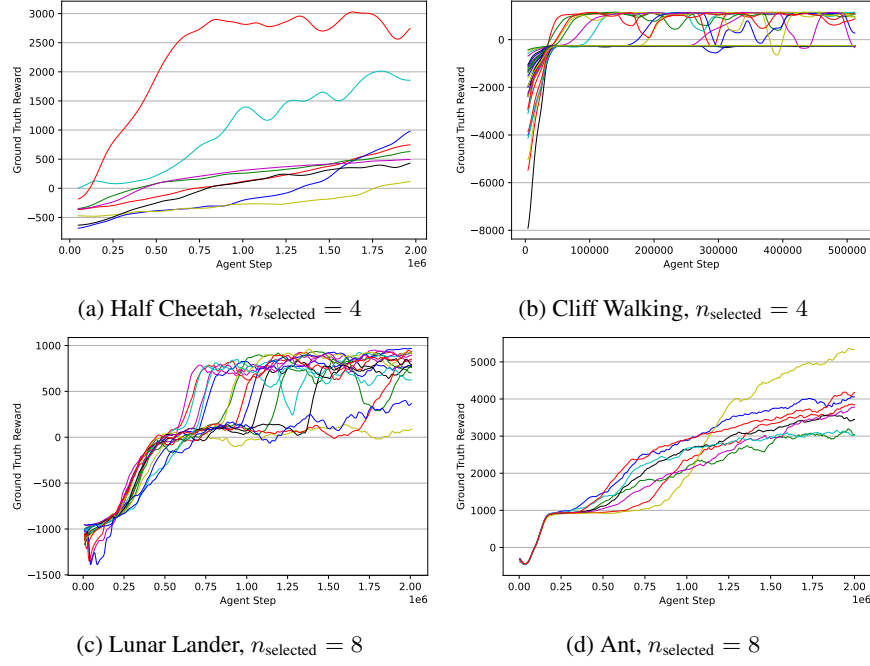 3000
2500
2000
1500
1000
500
0
−500
Ground Truth Reward
0.00 0.25 0.50 0.75 1.00 1.25 1.50 1.75 2.00
Agent Step
1e6
(a) Half Cheetah, n_selected = 4
0
−2000
−4000
−6000
−8000
Ground Truth Reward
0 100000 200000 300000 400000 500000
Agent Step
(b) Cliff Walking, n_selected = 4
1000
500
0
−500
−1000
−1500
Ground Truth Reward
0.00 0.25 0.50 0.75 1.00 1.25 1.50 1.75 2.00
Agent Step
1e6
(c) Lunar Lander, n_selected = 8
5000
4000
3000
2000
1000
0
Ground Truth Reward
0.00 0.25 0.50 0.75 1.00 1.25 1.50 1.75 2.00
Agent Step
1e6
(d) Ant, n_selected = 8